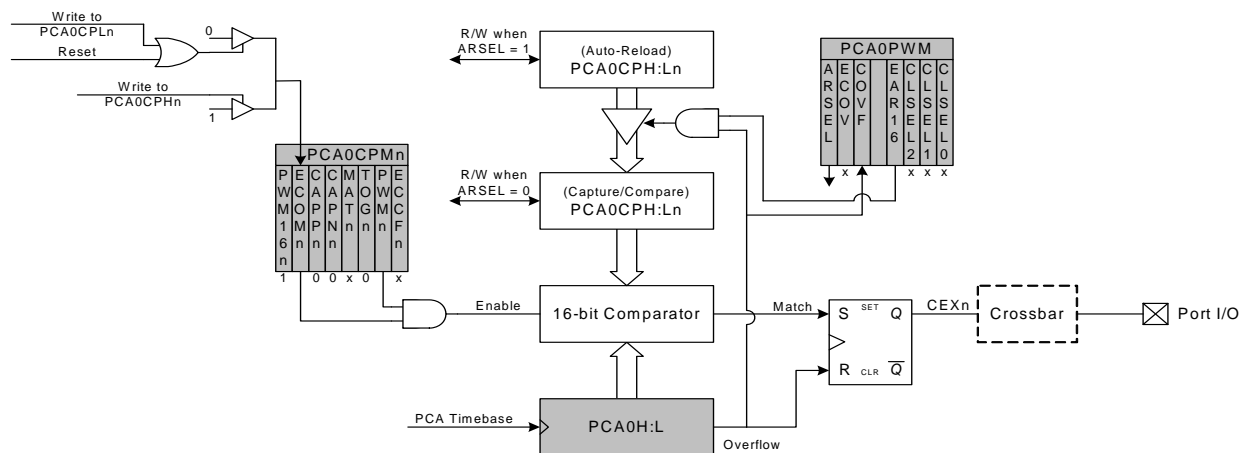 Write to
PCA0CPLn
Reset
0
Write to
PCA0CPHn
1
R/W when
ARSEL = 1
(Auto-Reload)
PCA0CPH:Ln
PCA0PWM
ARSEL
ECOV
COVF
EAR16
CLSEL2
CLSEL1
CLSEL0
x
x
x
x
PCA0CPMn
PWM16n
ECOMn
CAPPn
CAPNn
MATn
TOGn
PWMn
ECCFn
1
0
0
x
0
x
R/W when
ARSEL = 0
(Capture/Compare)
PCA0CPH:Ln
Enable
16-bit Comparator
Match
S
SET
Q
R
CLR
Q
CEXn
Crossbar
Port I/O
PCA Timebase
PCA0H:L
Overflow